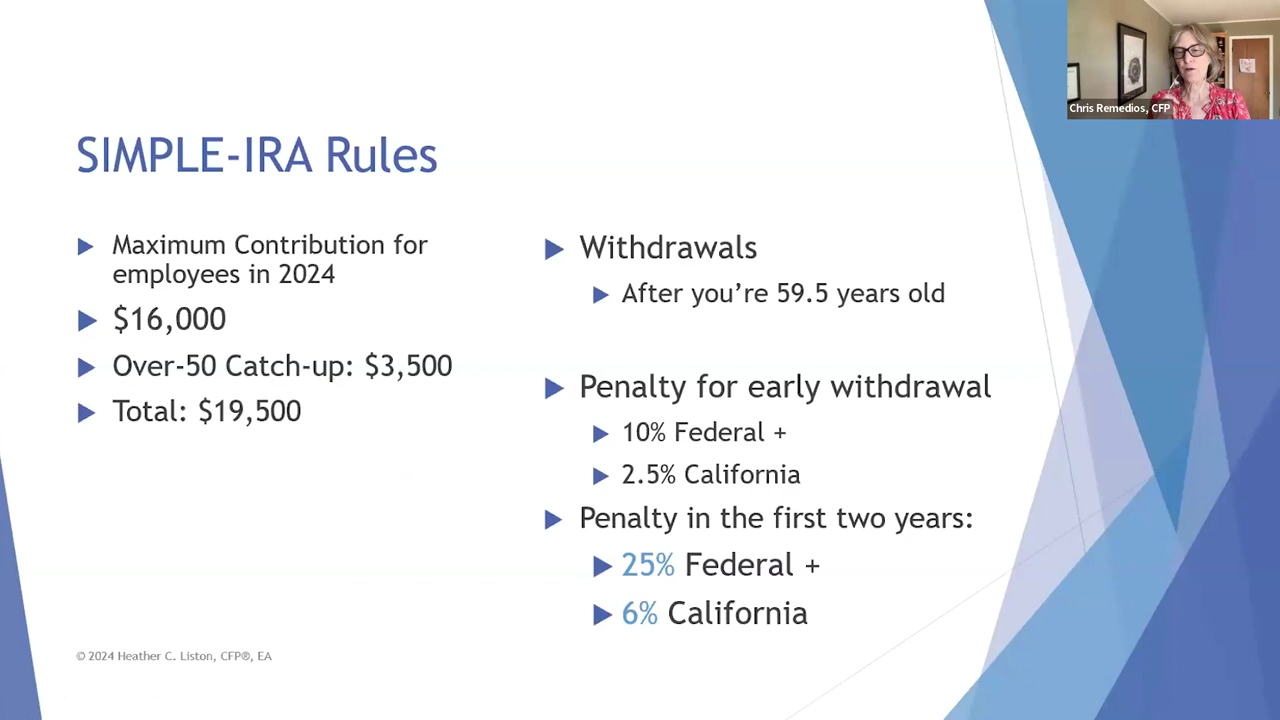 SIMPLE-IRA Rules
Maximum Contribution for
employees in 2024
$16,000
Over-50 Catch-up: $3,500
Total: $19,500
Withdrawals
After you’re 59.5 years old
Penalty for early withdrawal
10% Federal +
2.5% California
Penalty in the first two years:
25% Federal +
6% California
© 2024 Heather C. Liston, CFP®, EA
Chris Remedios, CFP